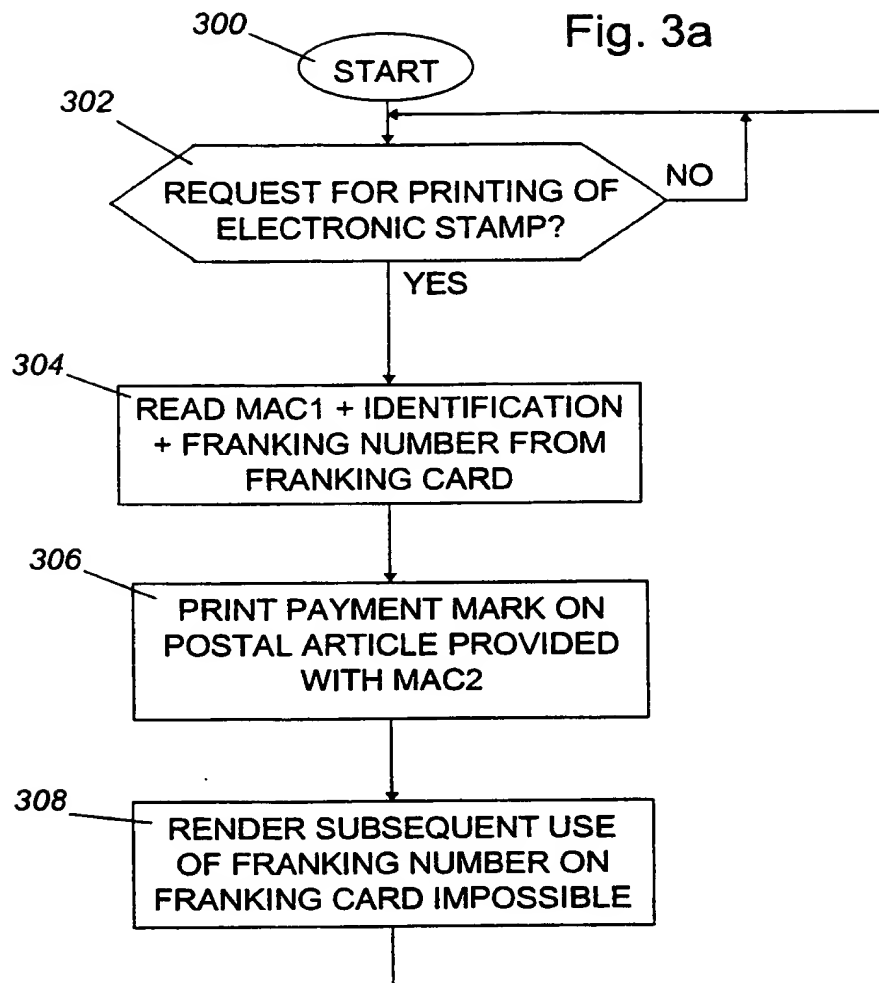 Fig. 3a
300
START
302
REQUEST FOR PRINTING OF
ELECTRONIC STAMP?
NO
YES
304
READ MAC1 + IDENTIFICATION
+ FRANKING NUMBER FROM
FRANKING CARD
306
PRINT PAYMENT MARK ON
POSTAL ARTICLE PROVIDED
WITH MAC2
308
RENDER SUBSEQUENT USE
OF FRANKING NUMBER ON
FRANKING CARD IMPOSSIBLE